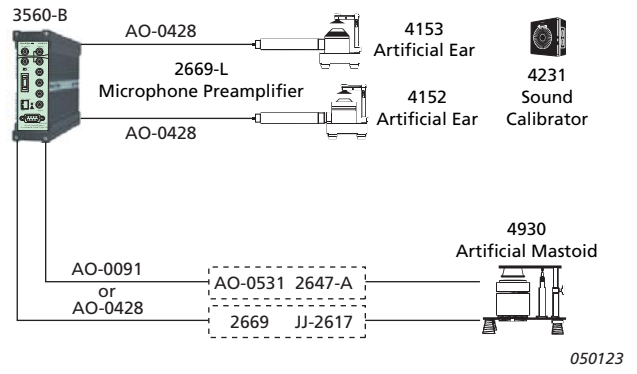 3560-B
AO-0428
2669-L
Microphone Preamplifier
AO-0428
4153
Artificial Ear
4152
Artificial Ear
4231
Sound
Calibrator
4930
Artificial Mastoid
AO-0091
or
AO-0428
AO-0531 2647-A
2669 JJ-2617
050123